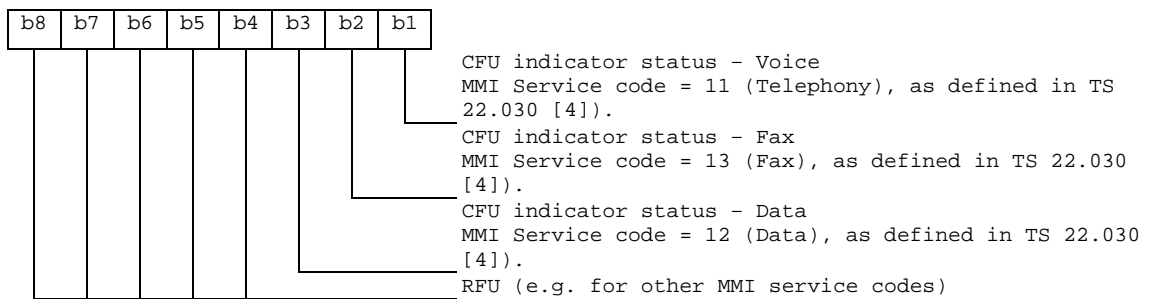 b8 b7 b6 b5 b4 b3 b2 b1
CFU indicator status – Voice
MMI Service code = 11 (Telephony), as defined in TS
22.030 [4]).
CFU indicator status – Fax
MMI Service code = 13 (Fax), as defined in TS 22.030
[4]).
CFU indicator status – Data
MMI Service code = 12 (Data), as defined in TS 22.030
[4]).
RFU (e.g. for other MMI service codes)